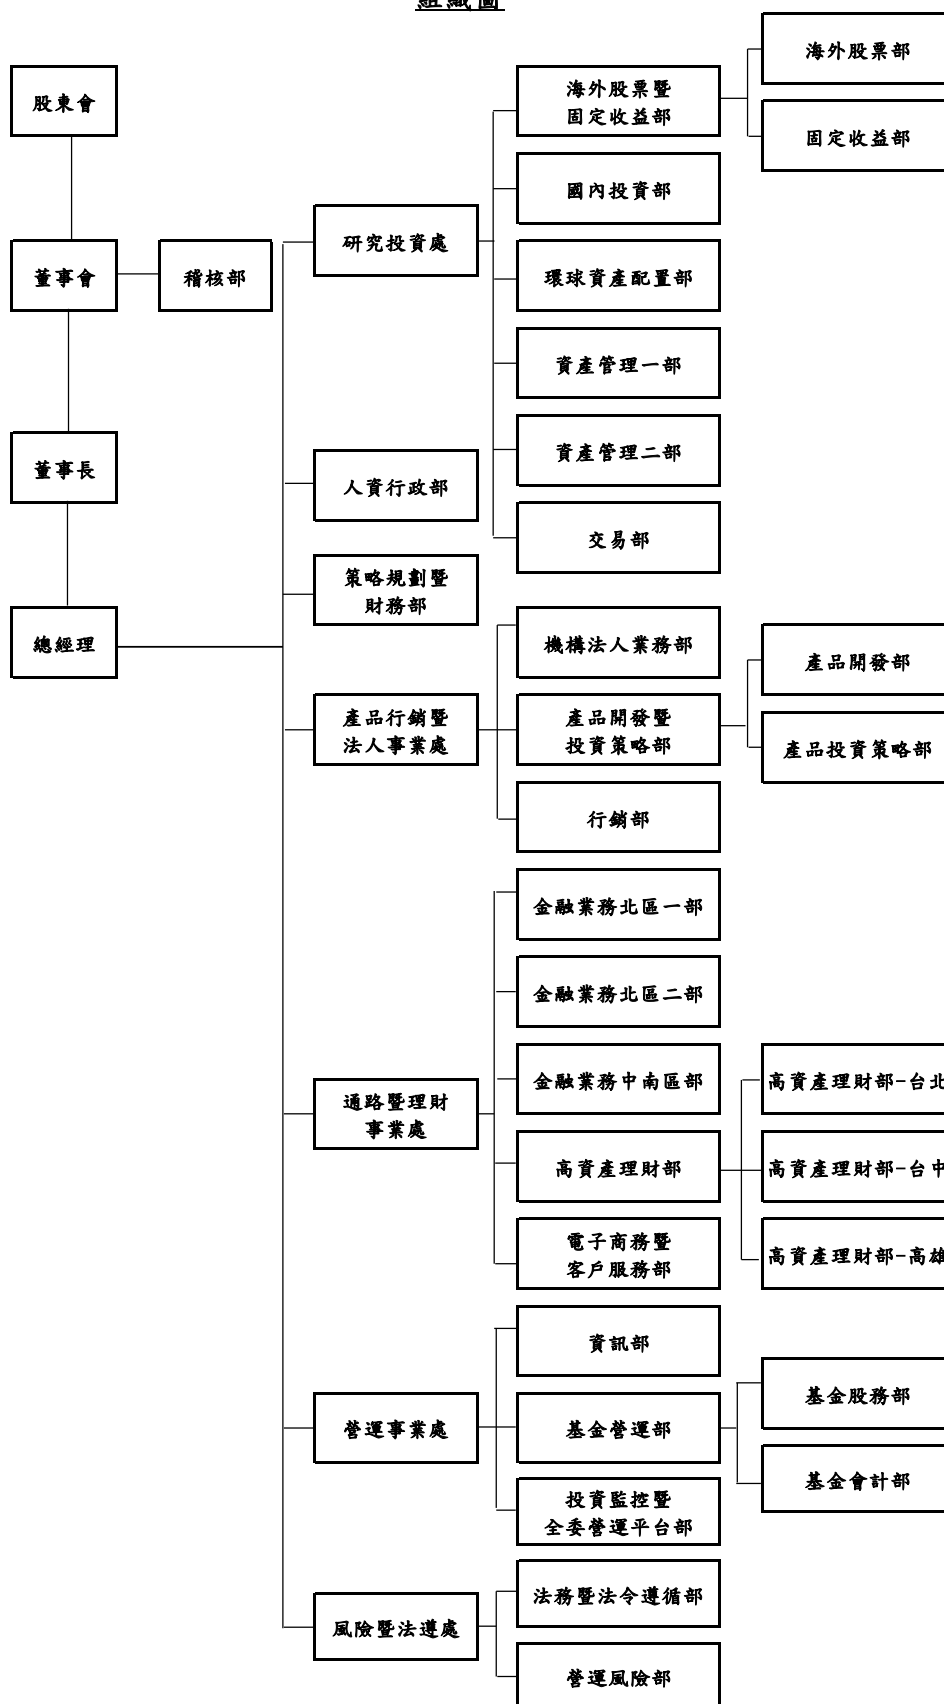 組織圖
股東會
董事會
稽核部
董事長
總經理
研究投資處
海外股票暨
固定收益部
海外股票部
固定收益部
國內投資部
環球資產配置部
資產管理一部
資產管理二部
交易部
人資行政部
策略規劃暨
財務部
產品行銷暨
法人事業處
機構法人業務部
產品開發暨
投資策略部
產品開發部
產品投資策略部
行銷部
通路暨理財
事業處
金融業務北區一部
金融業務北區二部
金融業務中南區部
高資產理財部
高資產理財部-台北
高資產理財部-台中
高資產理財部-高雄
電子商務暨
客戶服務部
營運事業處
資訊部
基金營運部
基金股務部
基金會計部
投資監控暨
全委營運平台部
風險暨法遵處
法務暨法令遵循部
營運風險部